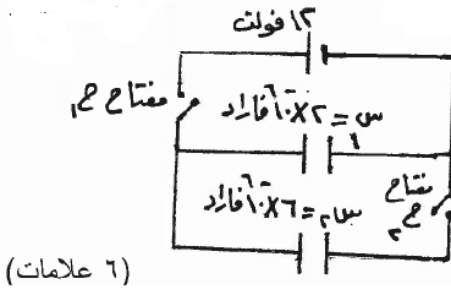 ١٢ فولت
مفتاح ح١
س١ = ٢×١٠-٦ فاراد
مفتاح ح٢
س٢ = ٦×١٠-٦ فاراد
(٦ علامات)